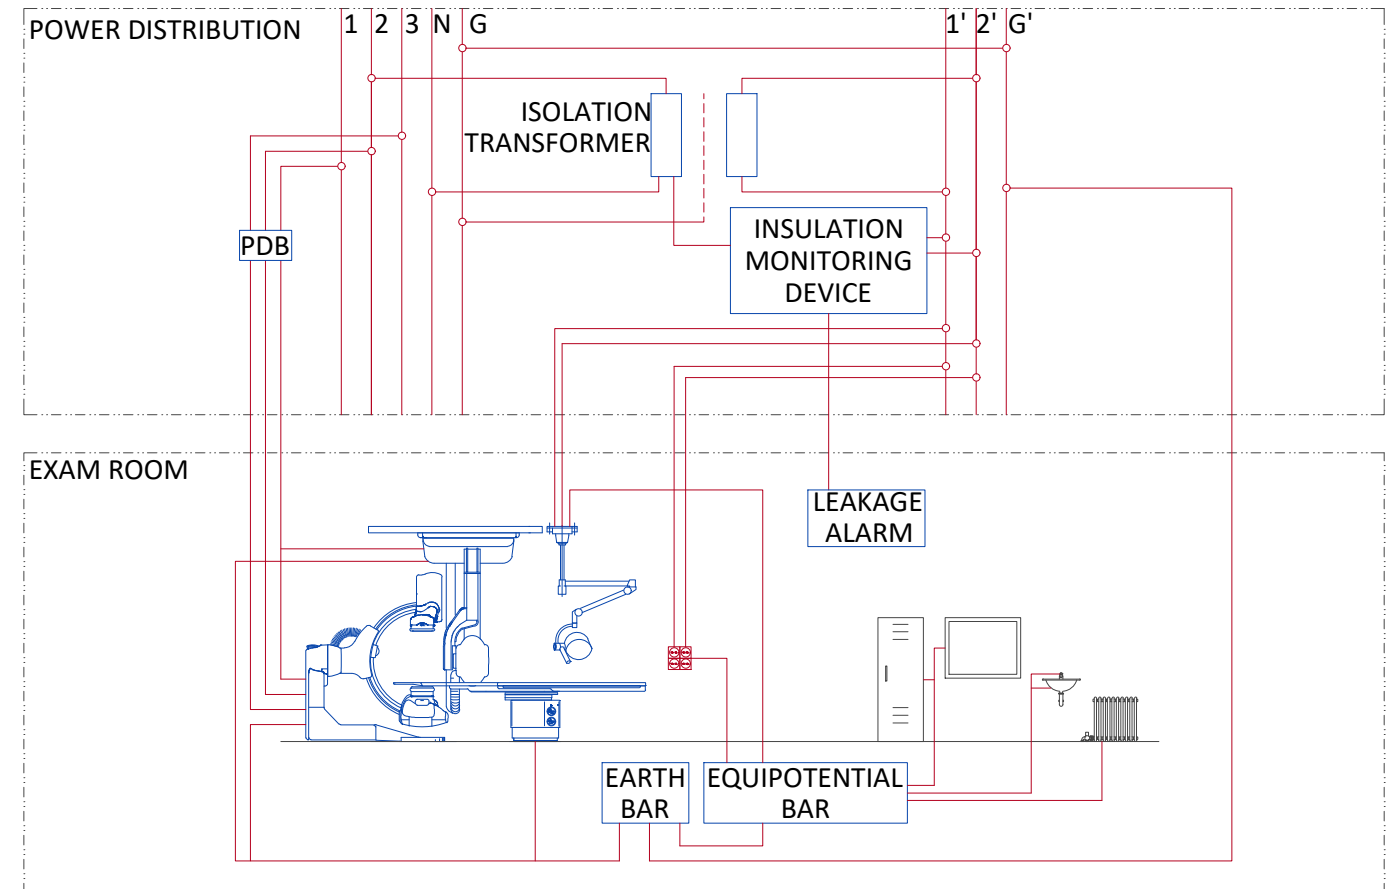 POWER DISTRIBUTION
1 2 3 N G
1' 2' G'
ISOLATION
TRANSFORMER
PDB
INSULATION
MONITORING
DEVICE
EXAM ROOM
LEAKAGE
ALARM
EARTH
BAR
EQUIPOTENTIAL
BAR